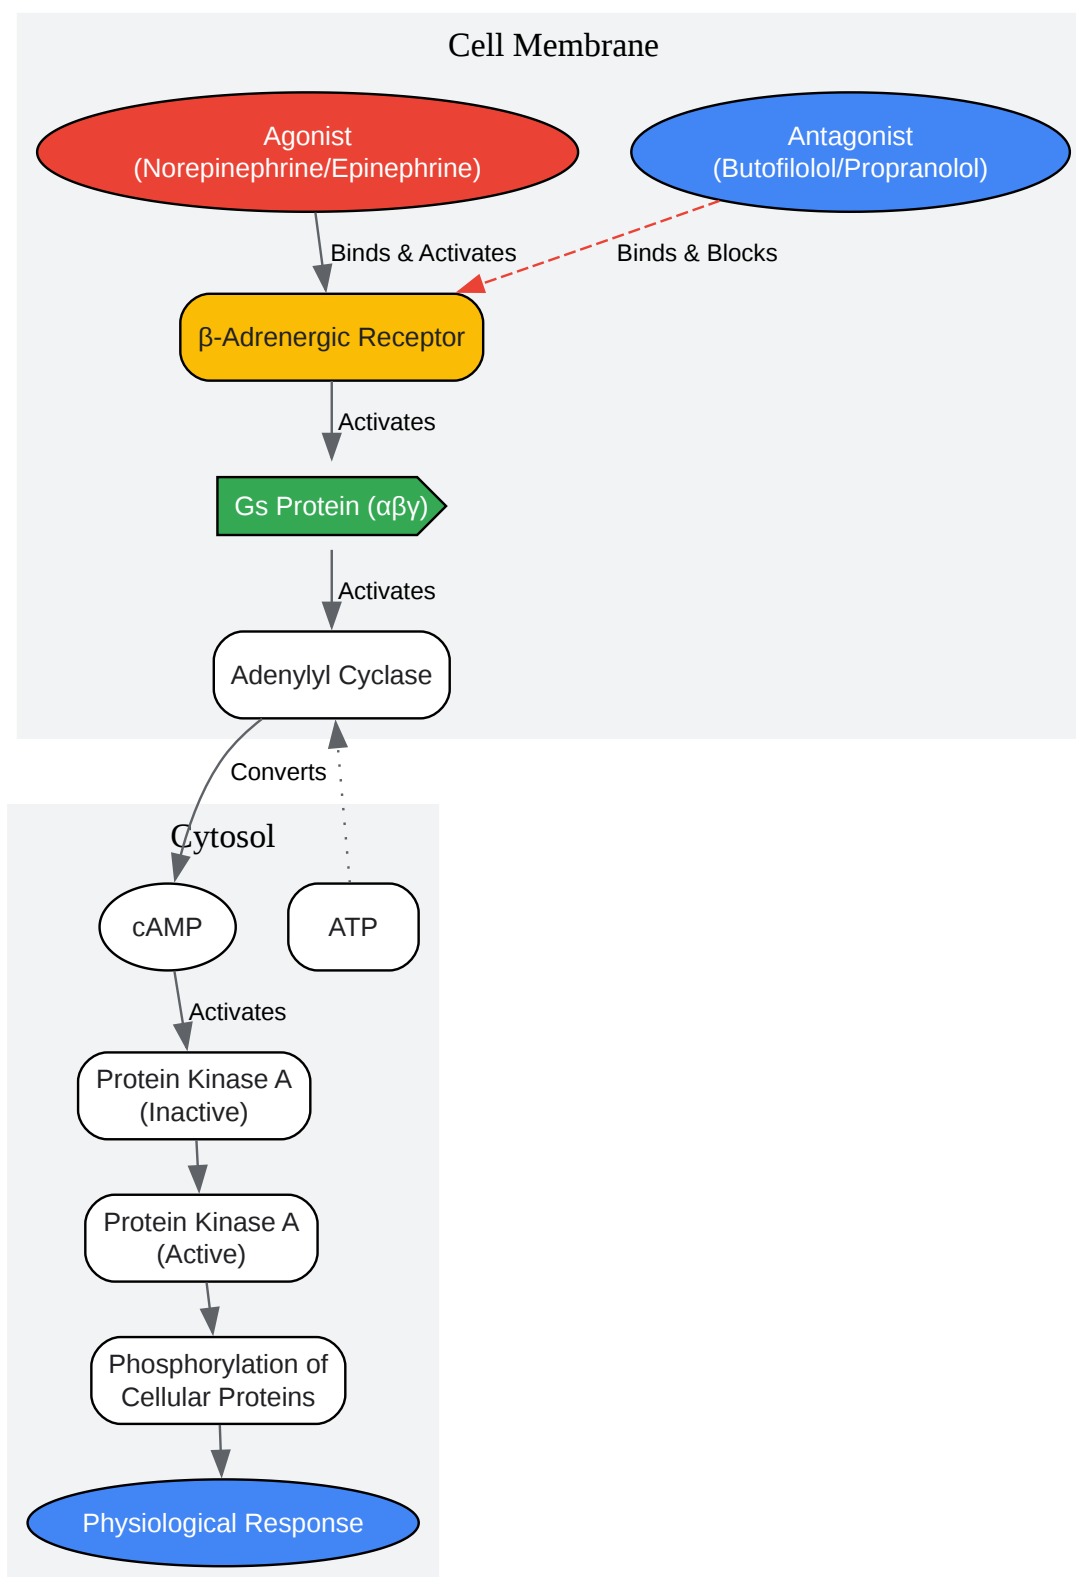 Cell Membrane
Agonist
(Norepinephrine/Epinephrine)
Antagonist
(Butofilolol/Propranolol)
Binds & Activates
Binds & Blocks
β-Adrenergic Receptor
Activates
Gs Protein (αβγ)
Activates
Adenylyl Cyclase
Converts
Cytosol
cAMP
ATP
Activates
Protein Kinase A
(Inactive)
Protein Kinase A
(Active)
Phosphorylation of
Cellular Proteins
Physiological Response